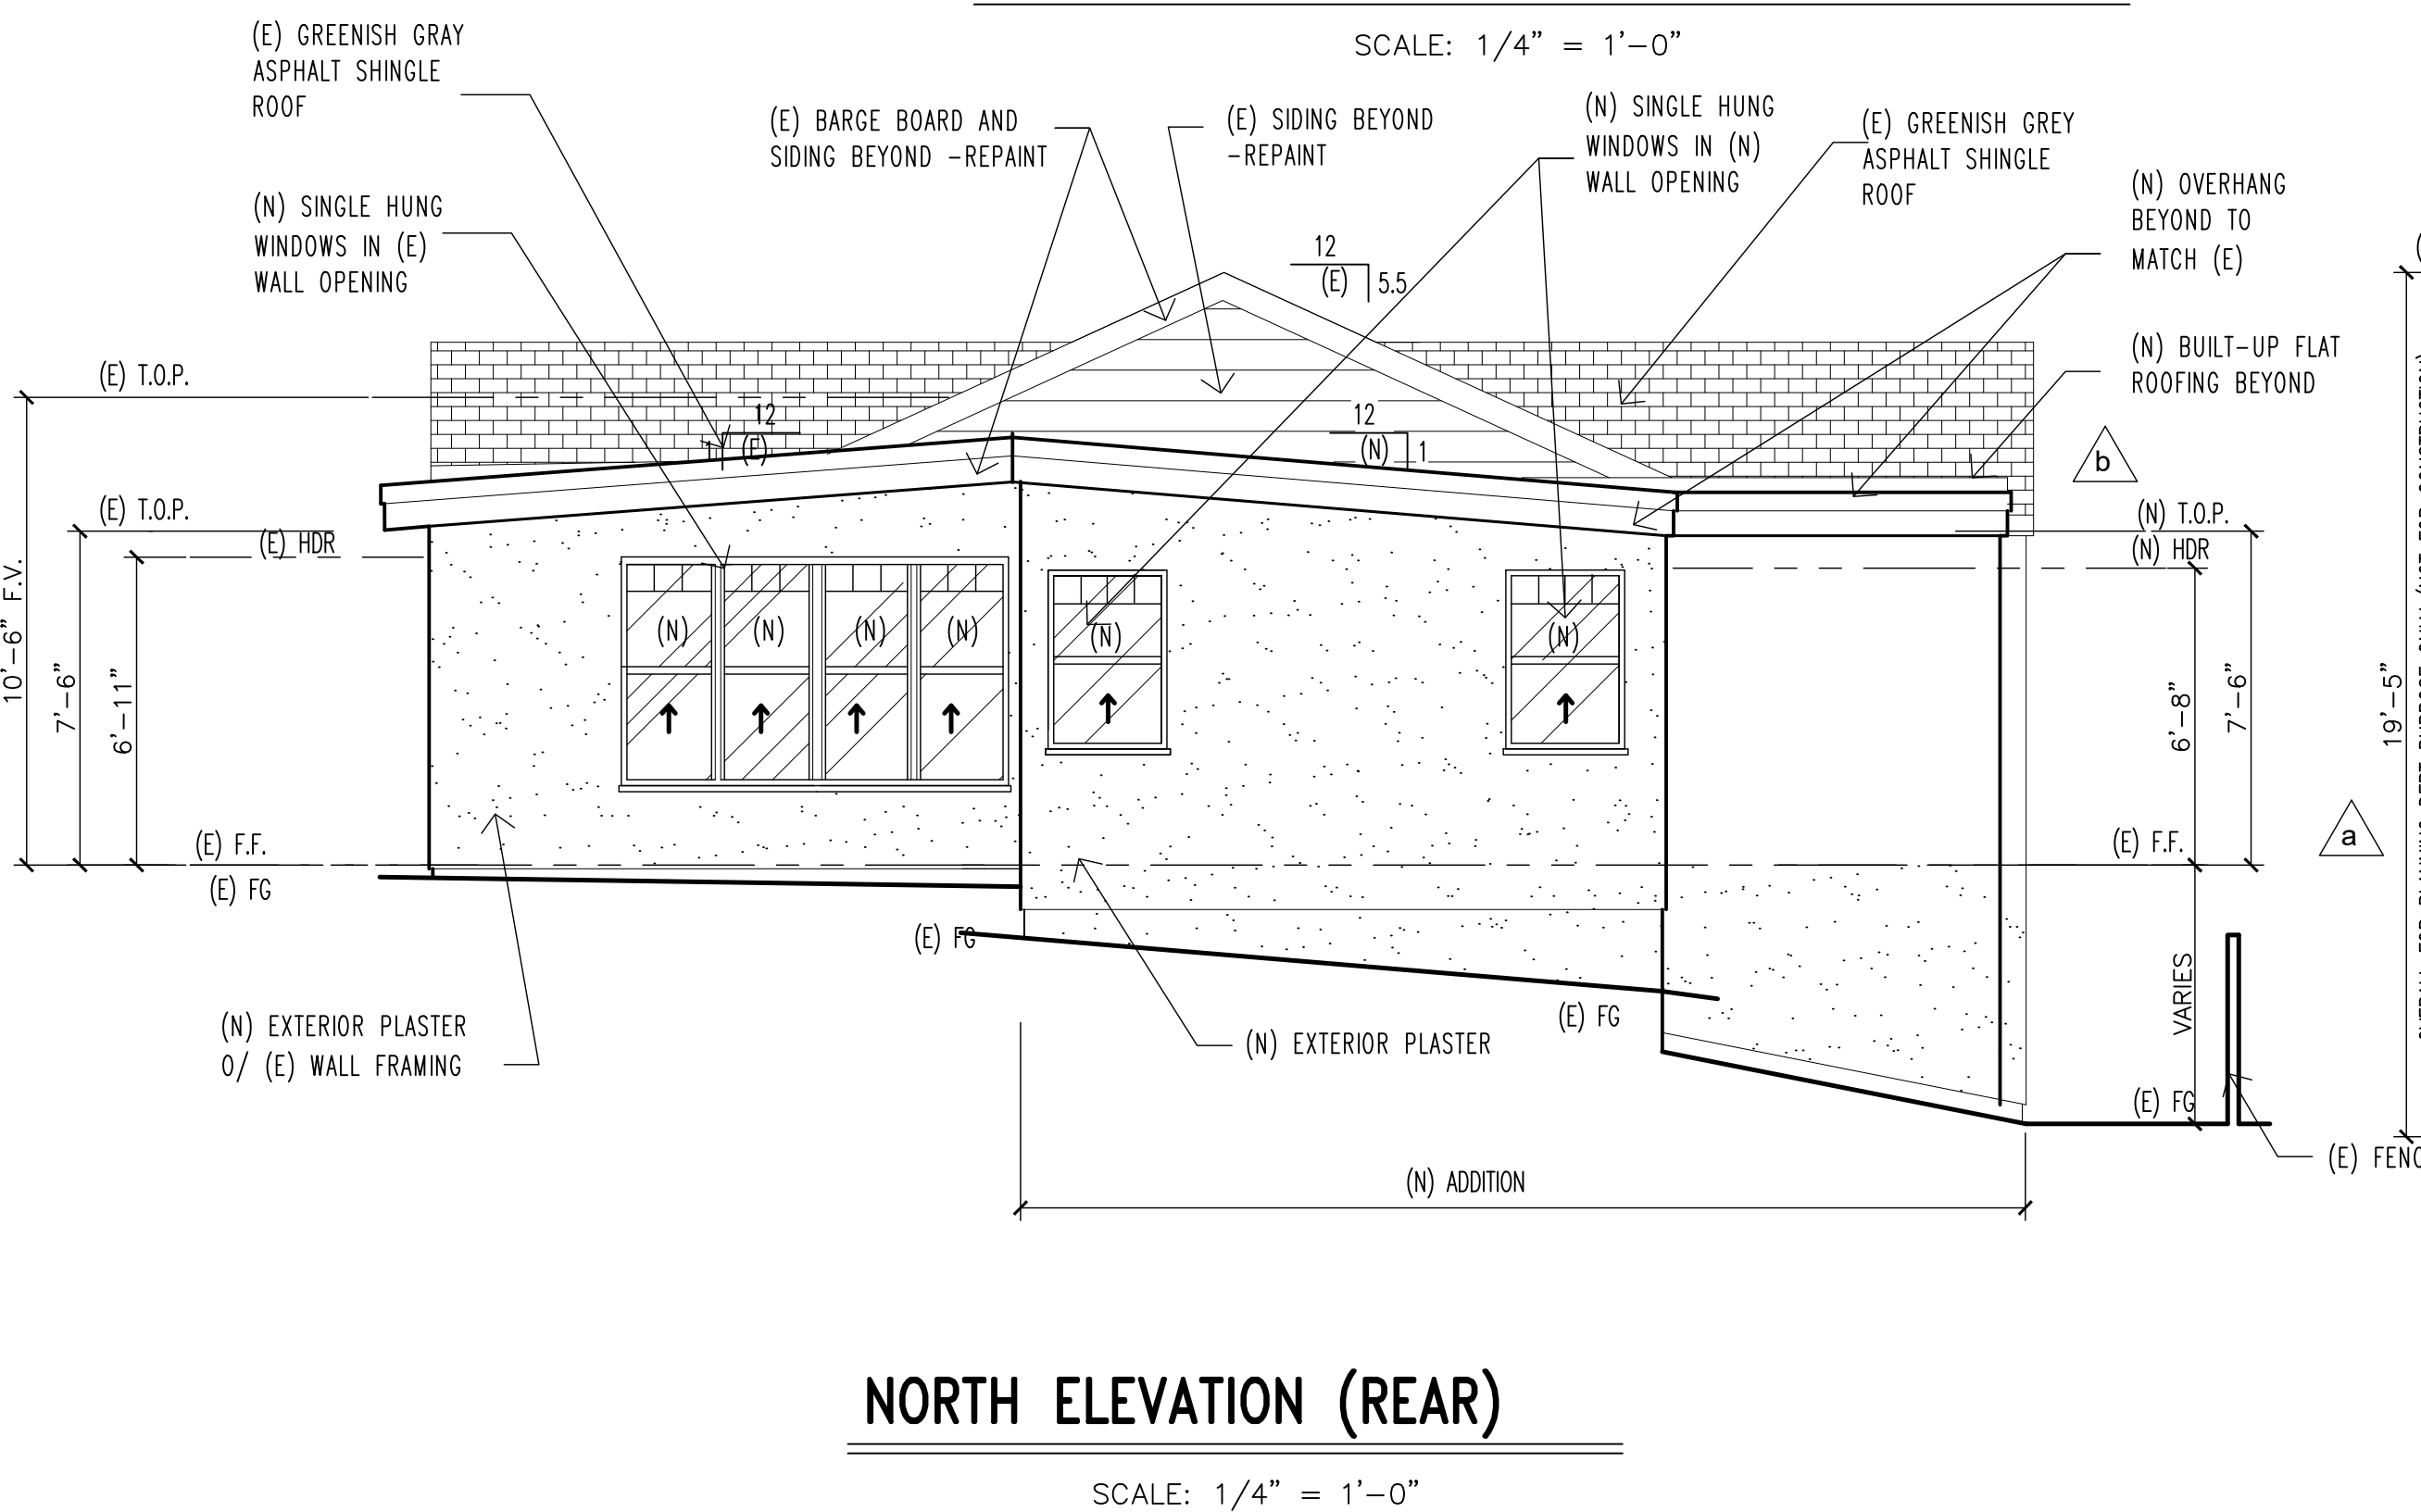 SCALE: 1/4" = 1'-0"
(E) GREENISH GRAY
ASPHALT SHINGLE
ROOF
(E) BARGE BOARD AND
SIDING BEYOND -REPAINT
(E) SIDING BEYOND
-REPAINT
(N) SINGLE HUNG
WINDOWS IN (N)
WALL OPENING
(E) GREENISH GREY
ASPHALT SHINGLE
ROOF
(N) OVERHANG
BEYOND TO
MATCH (E)
(N) SINGLE HUNG
WINDOWS IN (E)
WALL OPENING
12
(E) 5.5
(N) BUILT-UP FLAT
ROOFING BEYOND
(E) T.O.P.
12
1 (E)
12
(N) 1
b
(E) T.O.P.
(E) HDR
(N) T.O.P.
(N) HDR
10'-6" F.V.
7'-6"
6'-11"
(N)
(N)
(N)
(N)
(N)
(N)
6'-8"
7'-6"
19'-5"
a
(E) F.F.
(E) FG
(E) F.F.
(E) FG
(E) FG
VARIES
(E) FG
(N) EXTERIOR PLASTER
O/ (E) WALL FRAMING
(N) EXTERIOR PLASTER
(E)
(N) ADDITION
NORTH ELEVATION (REAR)
SCALE: 1/4" = 1'-0"